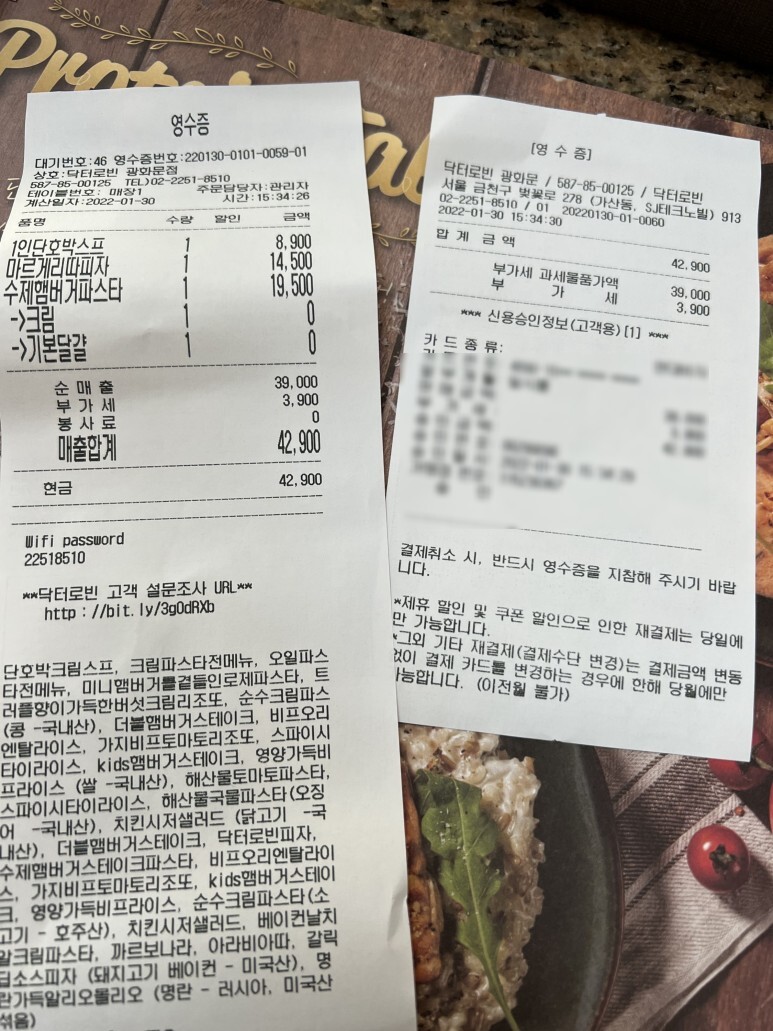 영수증
대기번호:46 영수증번호:220130-0101-0059-01
상호:닥터로빈 광화문점
587-85-00125 TEL)02-2251-8510
테이블번호: 매장1 주문담당자:관리자
계산일자:2022-01-30 시간:15:34:26
품명 수량 할인 금액
1인단호박스프 1 8,900
마르게리따피자 1 14,500
수제햄버거파스타 1 19,500
->크림 1 0
->기본달걀 1 0
순 매 출 39,000
부 가 세 3,900
봉 사 료 0
매출합계 42,900
현금 42,900
Wifi password
22518510
**닥터로빈 고객 설문조사 URL**
http://bit.ly/3gOdRXb
단호박크림스프, 크림파스타전메뉴, 오일파스
타전메뉴, 미니햄버거를곁들인로제파스타, 트
러플향이가득한버섯크림리조또, 순수크림파스
(콩 -국내산), 더블햄버거스테이크, 비프오리
엔탈라이스, 가지비프토마토리조또, 스파이시
타이라이스, kids햄버거스테이크, 영양가득비
프라이스 (쌀 -국내산), 해산물토마토파스타,
스파이시타이라이스, 해산물국물파스타(오징
어 -국내산), 치킨시저샐러드 (닭고기 -국
내산), 더블햄버거스테이크, 닥터로빈피자,
수제햄버거스테이크파스타, 비프오리엔탈라이
스, 가지비프토마토리조또, kids햄버거스테이
크, 영양가득비프라이스, 순수크림파스타(소
고기 - 호주산), 치킨시저샐러드, 베이컨날치
알크림파스타, 까르보나라, 아라비아따, 갈릭
딥소스피자 (돼지고기 베이컨 - 미국산), 명
란가득알리오올리오 (명란 - 러시아, 미국산
섞음)
[영 수 증]
닥터로빈 광화문 / 587-85-00125 / 닥터로빈
서울 금천구 벚꽃로 278 (가산동, SJ테크노빌) 913
02-2251-8510 / 01 20220130-01-0060
2022-01-30 15:34:30
합 계 금 액 42,900
부가세 과세물품가액 39,000
부 가 세 3,900
*** 신용승인정보(고객용)[1] ***
카드종류:
결제취소 시, 반드시 영수증을 지참해 주시기 바랍
니다.
*제휴 할인 및 쿠폰 할인으로 인한 재결제는 당일에
만 가능합니다.
*그외 기타 재결제(결제수단 변경)는 결제금액 변동
없이 결제 카드를 변경하는 경우에 한해 당월에만
가능합니다. (이전월 불가)